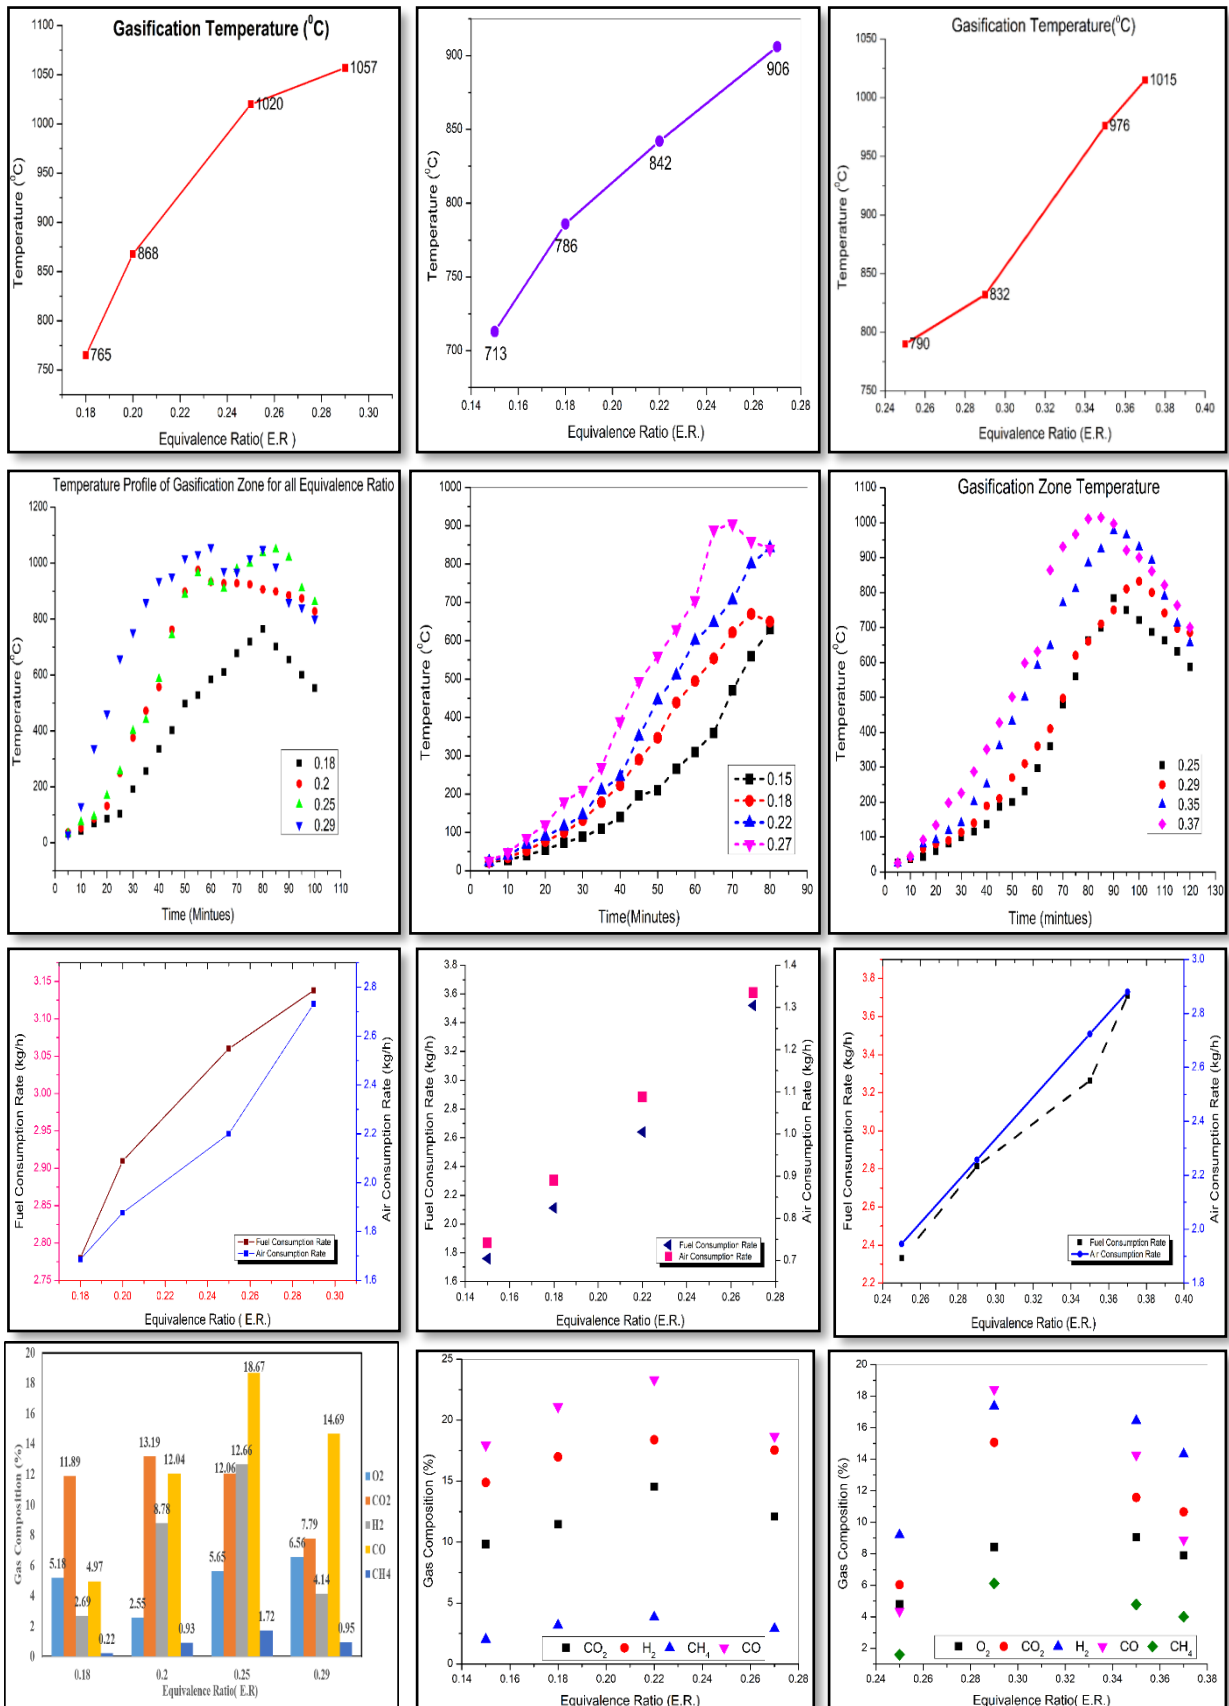 Gasification Temperature (⁰C)
1100
1050
1000
950
900
850
800
750
Temperature (⁰C)
1057
1020
868
765
0.18 0.20 0.22 0.24 0.26 0.28 0.30
Equivalence Ratio( E.R )
900
850
800
750
700
Temperature (⁰C)
906
842
786
713
0.14 0.16 0.18 0.20 0.22 0.24 0.26 0.28
Equivalence Ratio (E.R.)
Gasification Temperature(⁰C)
1050
1000
950
900
850
800
750
Temperature (⁰C)
1015
976
832
790
0.24 0.26 0.28 0.30 0.32 0.34 0.36 0.38 0.40
Equivalence Ratio (E.R.)
Temperature Profile of Gasification Zone for all Equivalence Ratio
1200
1000
800
600
400
200
0
Temperature (⁰C)
0.18
0.2
0.25
0.29
0 10 20 30 40 50 60 70 80 90 100 110
Time (Mintues)
1000
900
800
700
600
500
400
300
200
100
0
Temperature (⁰C)
0.15
0.18
0.22
0.27
0 10 20 30 40 50 60 70 80 90
Time(Minutes)
Gasification Zone Temperature
1100
1000
900
800
700
600
500
400
300
200
100
0
Temperature (⁰C)
0.25
0.29
0.35
0.37
0 10 20 30 40 50 60 70 80 90 100 110 120 130
Time (mintues)
3.15
3.10
3.05
3.00
2.95
2.90
2.85
2.80
2.75
Fuel Consumption Rate (kg/h)
2.8
2.6
2.4
2.2
2.0
1.8
1.6
Air Consumption Rate (kg/h)
Fuel Consumption Rate
Air Consumption Rate
0.18 0.20 0.22 0.24 0.26 0.28 0.30
Equivalence Ratio ( E.R.)
3.8
3.6
3.4
3.2
3.0
2.8
2.6
2.4
2.2
2.0
1.8
1.6
Fuel Consumption Rate (kg/h)
1.4
1.3
1.2
1.1
1.0
0.9
0.8
0.7
Air Consumption Rate (kg/h)
Fuel Consumption Rate
Air Consumption Rate
0.14 0.16 0.18 0.20 0.22 0.24 0.26 0.28
Equivalence Ratio (E.R.)
3.8
3.6
3.4
3.2
3.0
2.8
2.6
2.4
2.2
Fuel Consumption Rate (kg/h)
3.0
2.8
2.6
2.4
2.2
2.0
1.8
Air Consumption Rate (kg/h)
Fuel Consumption Rate
Air Consumption Rate
0.24 0.26 0.28 0.30 0.32 0.34 0.36 0.38 0.40
Equivalence Ratio (E.R.)
20
18
16
14
12
10
8
6
4
2
0
Gas Composition (%)
5.18 11.89 2.69 4.97 0.22
2.55 13.19 8.78 12.04 0.93
5.65 12.06 12.66 18.67 1.72
6.56 7.79 4.14 14.69 0.95
O2
CO2
H2
CO
CH4
0.18 0.2 0.25 0.29
Equivalence Ratio( E.R)
25
20
15
10
5
0
Gas Composition (%)
CO₂ H₂ CH₄ CO
0.14 0.16 0.18 0.20 0.22 0.24 0.26 0.28
Equivalence Ratio (E.R.)
20
18
16
14
12
10
8
6
4
2
Gas Composition (%)
O₂ CO₂ H₂ CO CH₄
0.24 0.26 0.28 0.30 0.32 0.34 0.36 0.38
Equivalence Ratio (E.R.)